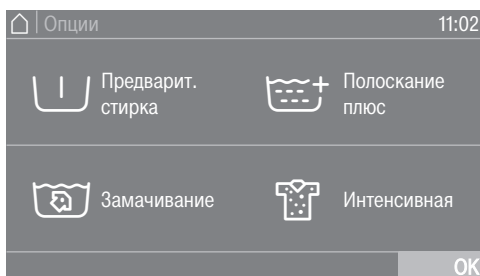 Опции 11:02
Предварит.
стирка
Полоскание
плюс
Замачивание
Интенсивная
OK